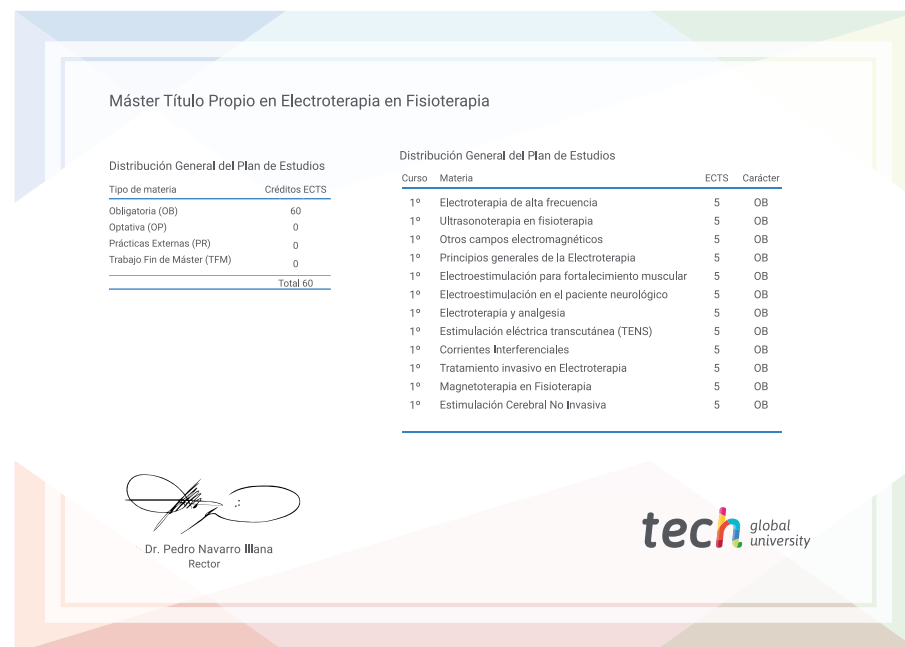 Máster Título Propio en Electroterapia en Fisioterapia
Distribución General del Plan de Estudios
Tipo de materia Créditos ECTS
Obligatoria (OB) 60
Optativa (OP) 0
Prácticas Externas (PR) 0
Trabajo Fin de Máster (TFM) 0
Total 60
Distribución General del Plan de Estudios
Curso Materia ECTS Carácter
1º Electroterapia de alta frecuencia 5 OB
1º Ultrasonoterapia en fisioterapia 5 OB
1º Otros campos electromagnéticos 5 OB
1º Principios generales de la Electroterapia 5 OB
1º Electroestimulación para fortalecimiento muscular 5 OB
1º Electroestimulación en el paciente neurológico 5 OB
1º Electroterapia y analgesia 5 OB
1º Estimulación eléctrica transcutánea (TENS) 5 OB
1º Corrientes Interferenciales 5 OB
1º Tratamiento invasivo en Electroterapia 5 OB
1º Magnetoterapia en Fisioterapia 5 OB
1º Estimulación Cerebral No Invasiva 5 OB
Dr. Pedro Navarro Illana
Rector
tech global
university